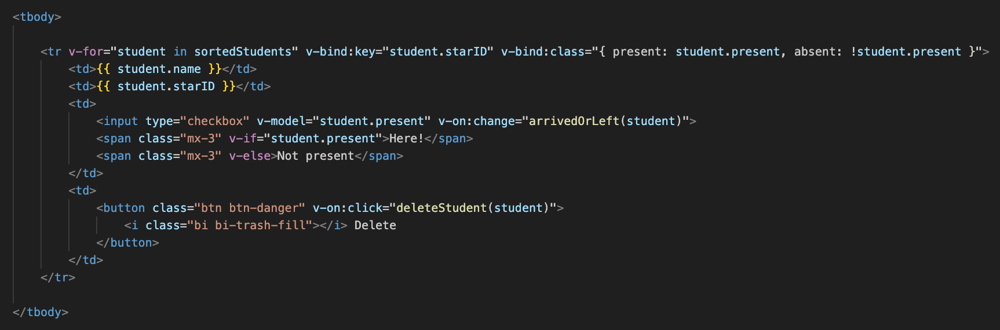 <tbody>
<tr v-for="student in sortedStudents" v-bind:key="student.starID" v-bind:class="{ present: student.present, absent: !student.present }">
<td>{{ student.name }}</td>
<td>{{ student.starID }}</td>
<td>
<input type="checkbox" v-model="student.present" v-on:change="arrivedOrLeft(student)">
<span class="mx-3" v-if="student.present">Here!</span>
<span class="mx-3" v-else>Not present</span>
</td>
<td>
<button class="btn btn-danger" v-on:click="deleteStudent(student)">
<i class="bi bi-trash-fill"></i> Delete
</button>
</td>
</tr>
</tbody>